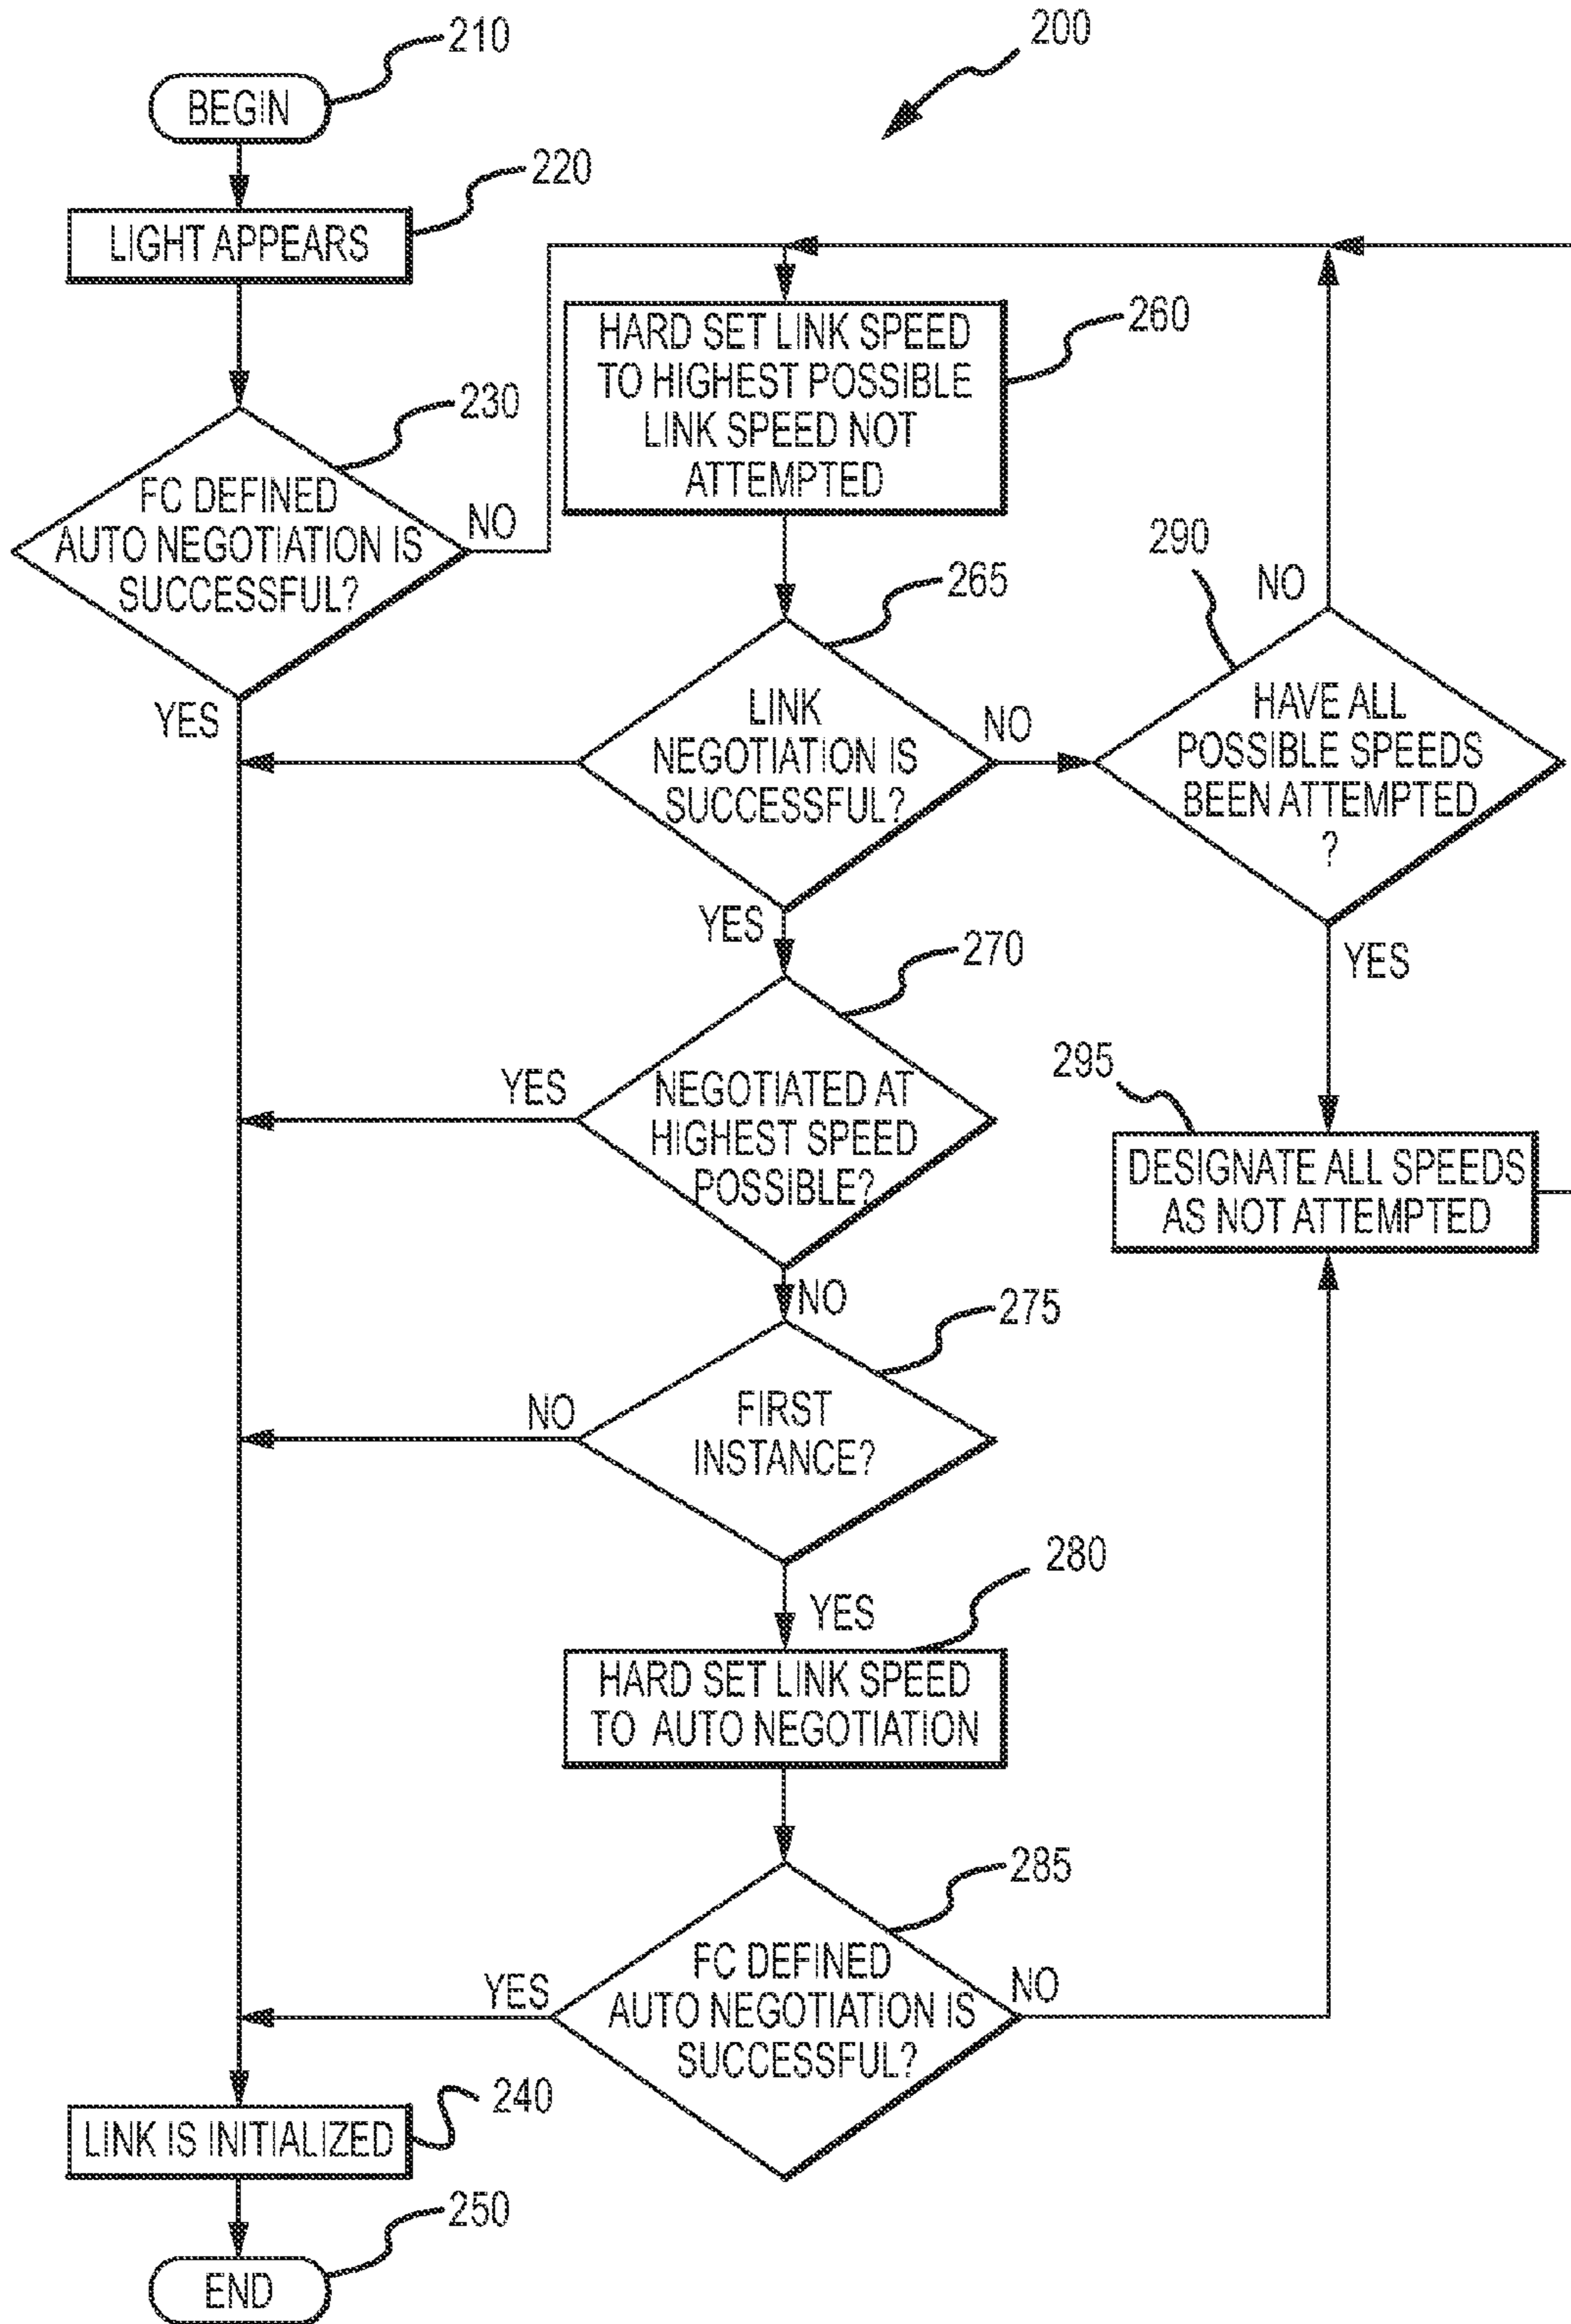 210
200
BEGIN
220
LIGHT APPEARS
230
FC DEFINED
AUTO NEGOTIATION IS
SUCCESSFUL?
NO
YES
HARD SET LINK SPEED
TO HIGHEST POSSIBLE
LINK SPEED NOT
ATTEMPTED
260
265
LINK
NEGOTIATION IS
SUCCESSFUL?
NO
YES
290
NO
HAVE ALL
POSSIBLE SPEEDS
BEEN ATTEMPTED
?
YES
270
NEGOTIATED AT
HIGHEST SPEED
POSSIBLE?
YES
NO
295
DESIGNATE ALL SPEEDS
AS NOT ATTEMPTED
275
FIRST
INSTANCE?
NO
YES
280
HARD SET LINK SPEED
TO AUTO NEGOTIATION
285
FC DEFINED
AUTO NEGOTIATION IS
SUCCESSFUL?
YES
NO
240
LINK IS INITIALIZED
250
END